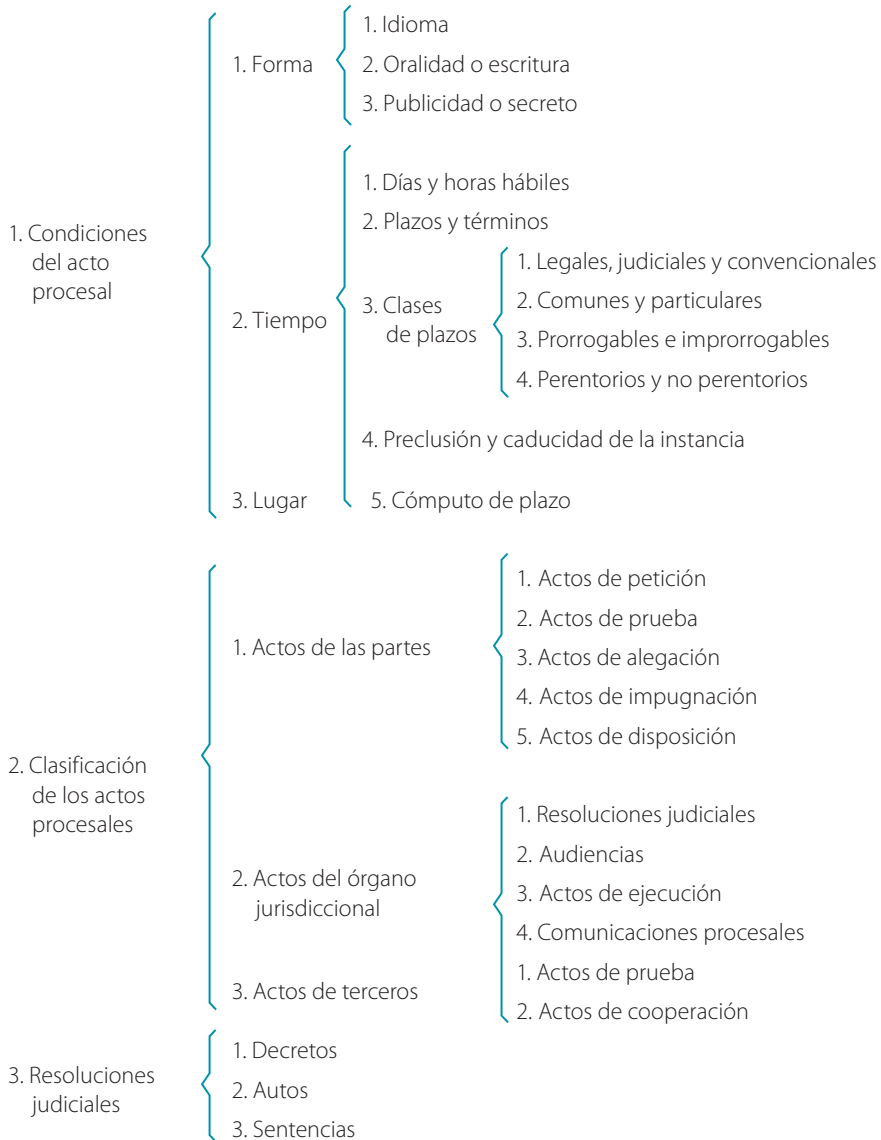 1. Condiciones
del acto
procesal
1. Forma
1. Idioma
2. Oralidad o escritura
3. Publicidad o secreto
2. Tiempo
1. Días y horas hábiles
2. Plazos y términos
3. Clases
de plazos
1. Legales, judiciales y convencionales
2. Comunes y particulares
3. Prorrogables e improrrogables
4. Perentorios y no perentorios
4. Preclusión y caducidad de la instancia
5. Cómputo de plazo
3. Lugar
2. Clasificación
de los actos
procesales
1. Actos de las partes
1. Actos de petición
2. Actos de prueba
3. Actos de alegación
4. Actos de impugnación
5. Actos de disposición
2. Actos del órgano
jurisdiccional
1. Resoluciones judiciales
2. Audiencias
3. Actos de ejecución
4. Comunicaciones procesales
3. Actos de terceros
1. Actos de prueba
2. Actos de cooperación
3. Resoluciones
judiciales
1. Decretos
2. Autos
3. Sentencias